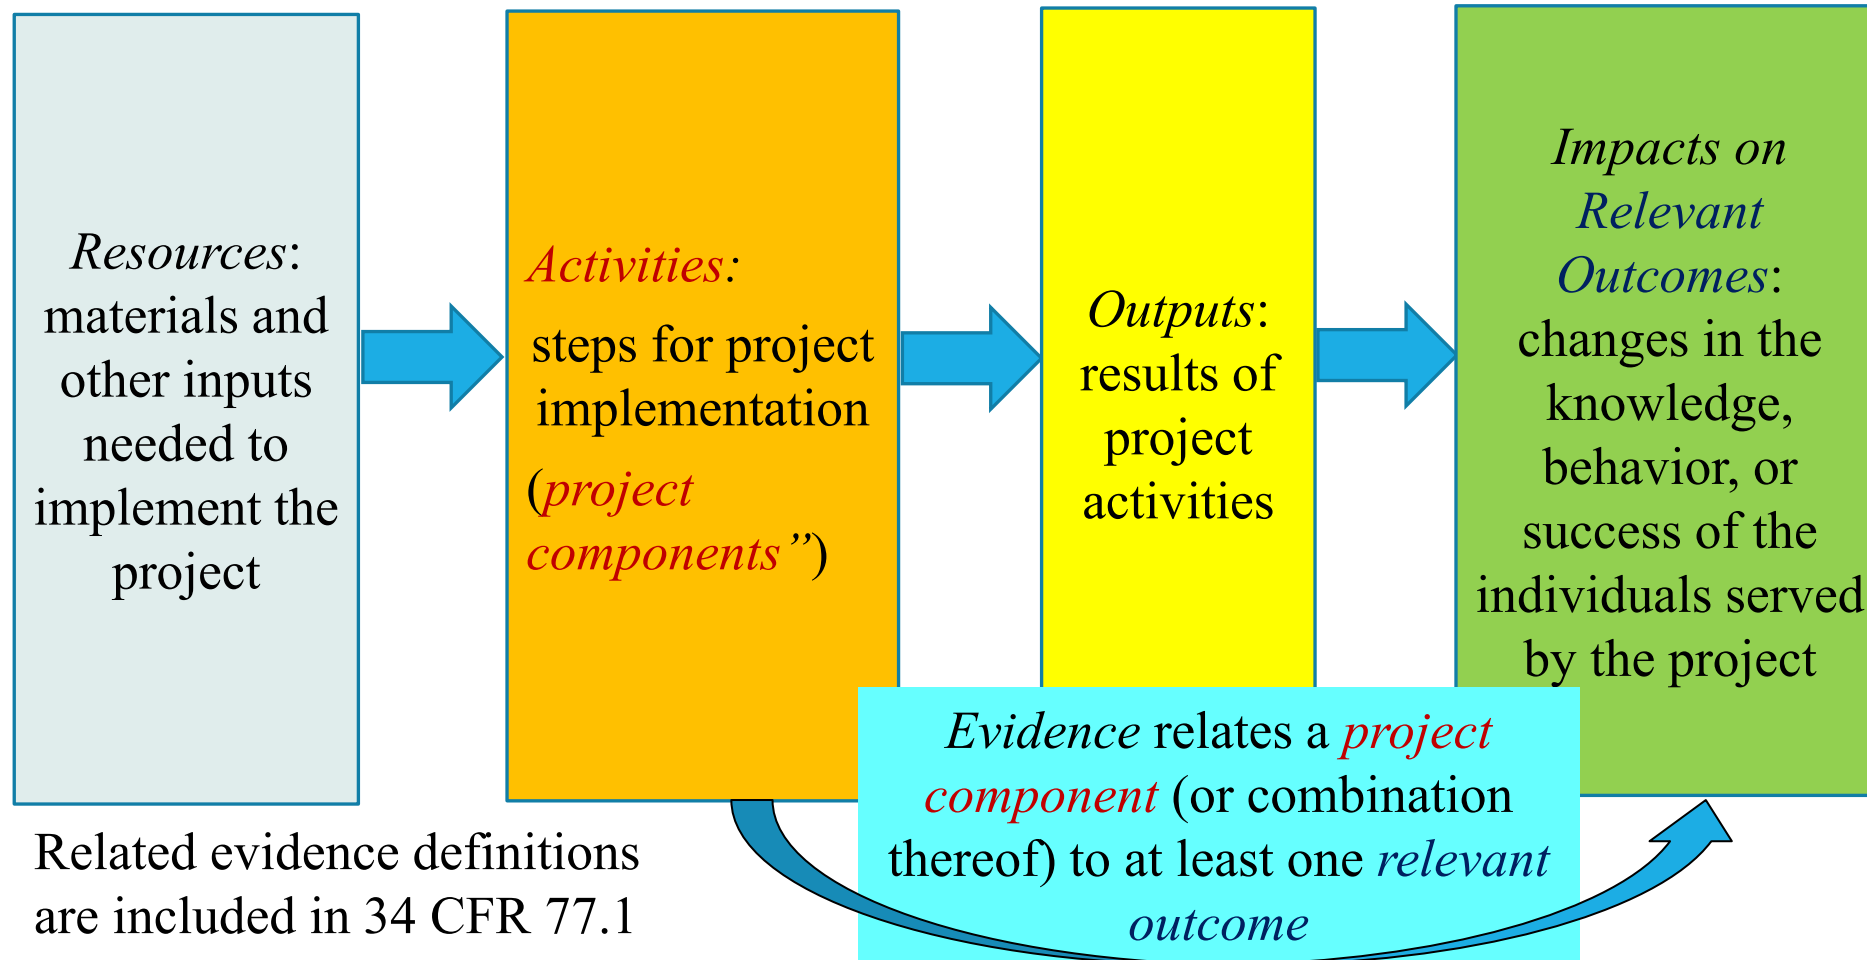 Resources:
materials and
other inputs
needed to
implement the
project
Activities:
steps for project
implementation
(project
components”)
Outputs:
results of
project
activities
Impacts on
Relevant
Outcomes:
changes in the
knowledge,
behavior, or
success of the
individuals served
by the project
Evidence relates a project
component (or combination
thereof) to at least one relevant
outcome
Related evidence definitions
are included in 34 CFR 77.1